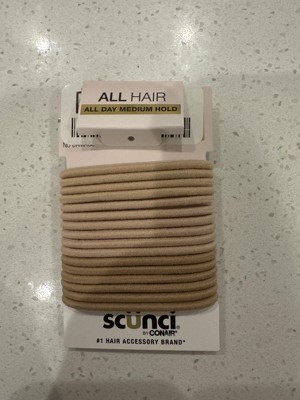 ALL HAIR
ALL DAY MEDIUM HOLD
scünci®
BY CONAIR®
#1 HAIR ACCESSORY BRAND*